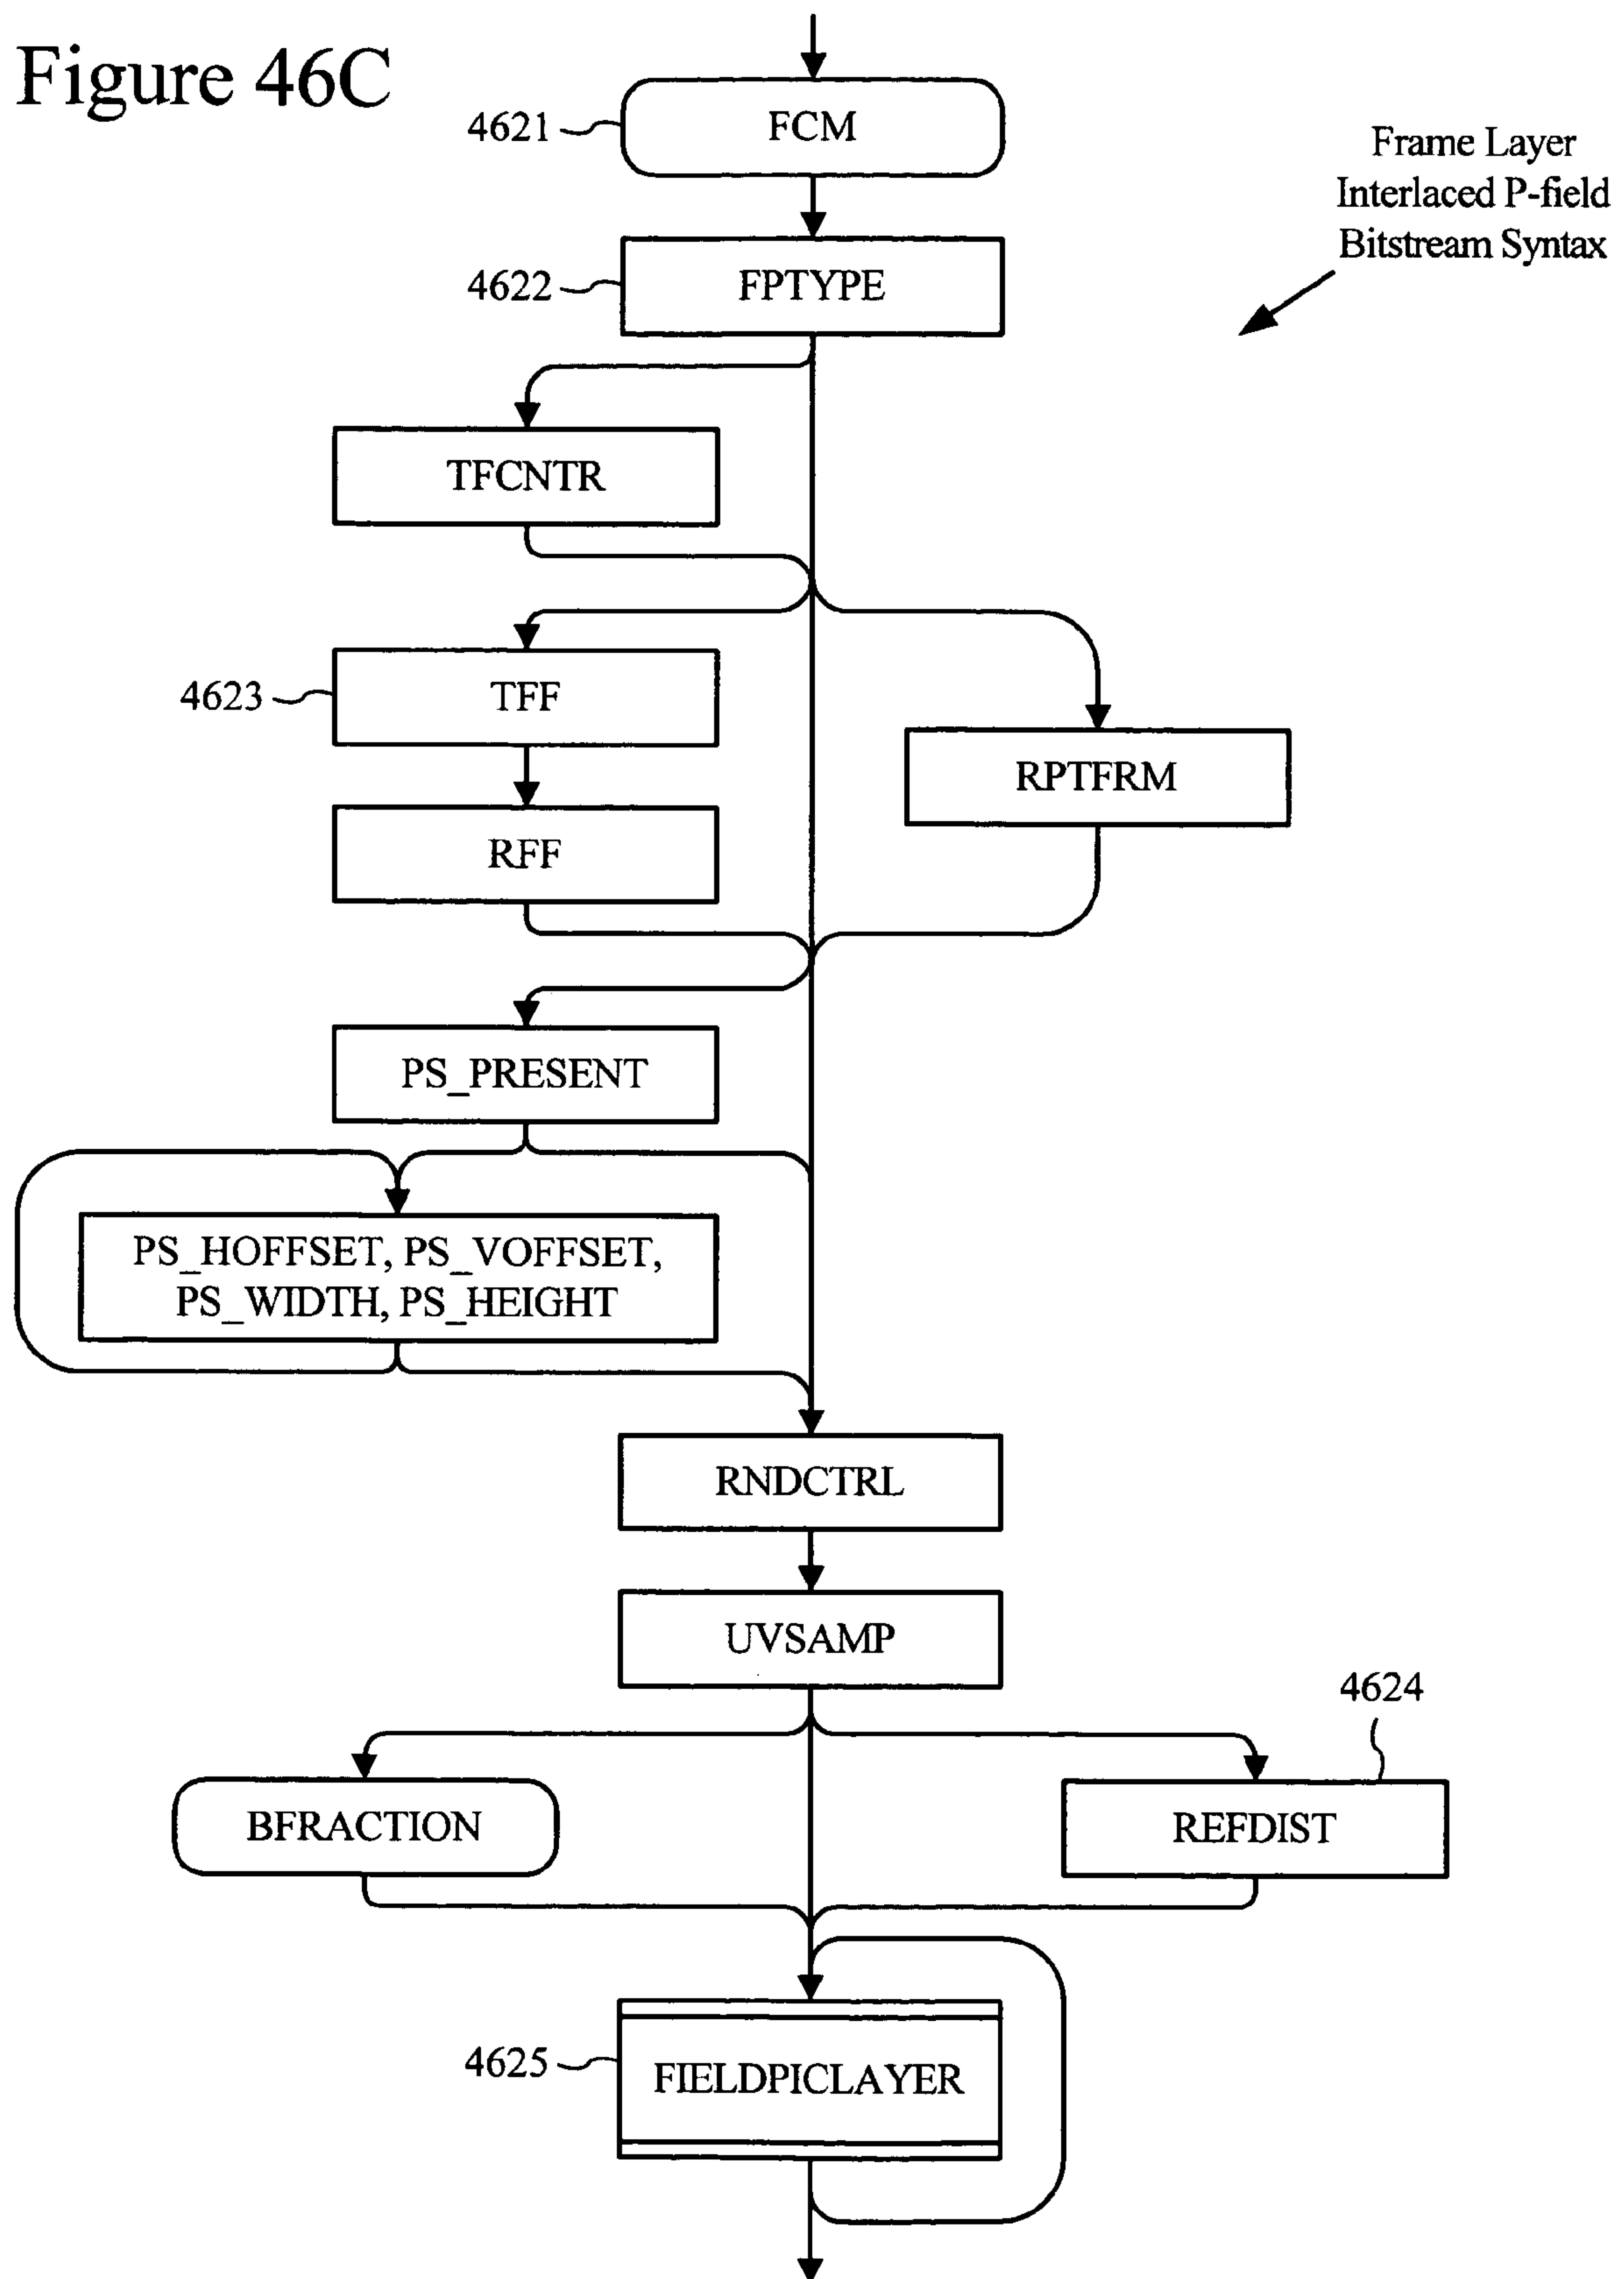 Figure 46C
4621
FCM
Frame Layer
Interlaced P-field
Bitstream Syntax
4622
FPTYPE
TFCNTR
4623
TFF
RPTFRM
RFF
PS_PRESENT
PS_HOFFSET, PS_VOFFSET,
PS_WIDTH, PS_HEIGHT
RNDCTRL
UVSAMP
4624
BFRACTION
REFDIST
4625
FIELDPICLAYER